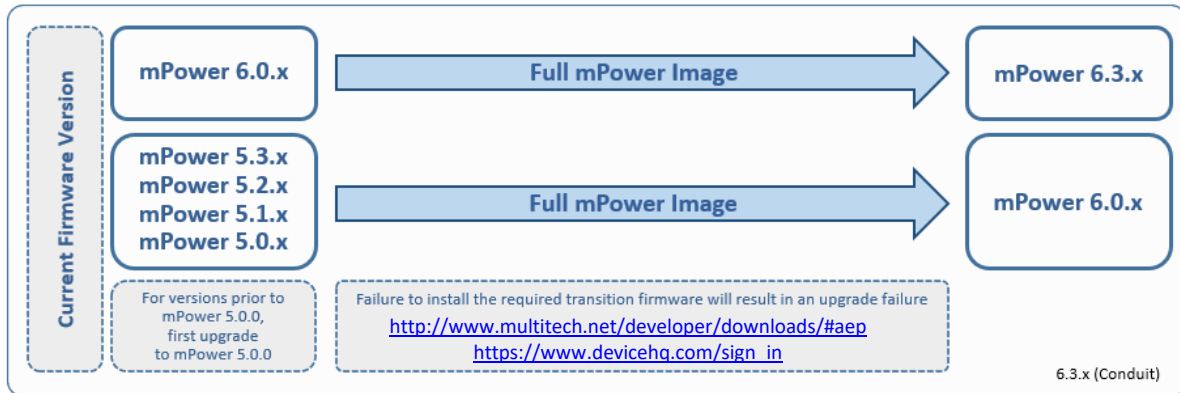 Current Firmware Version
mPower 6.0.x
Full mPower Image
mPower 6.3.x
mPower 5.3.x
mPower 5.2.x
mPower 5.1.x
mPower 5.0.x
Full mPower Image
mPower 6.0.x
For versions prior to
mPower 5.0.0,
first upgrade
to mPower 5.0.0
Failure to install the required transition firmware will result in an upgrade failure
http://www.multitech.net/developer/downloads/#aep
https://www.devicehq.com/sign_in
6.3.x (Conduit)